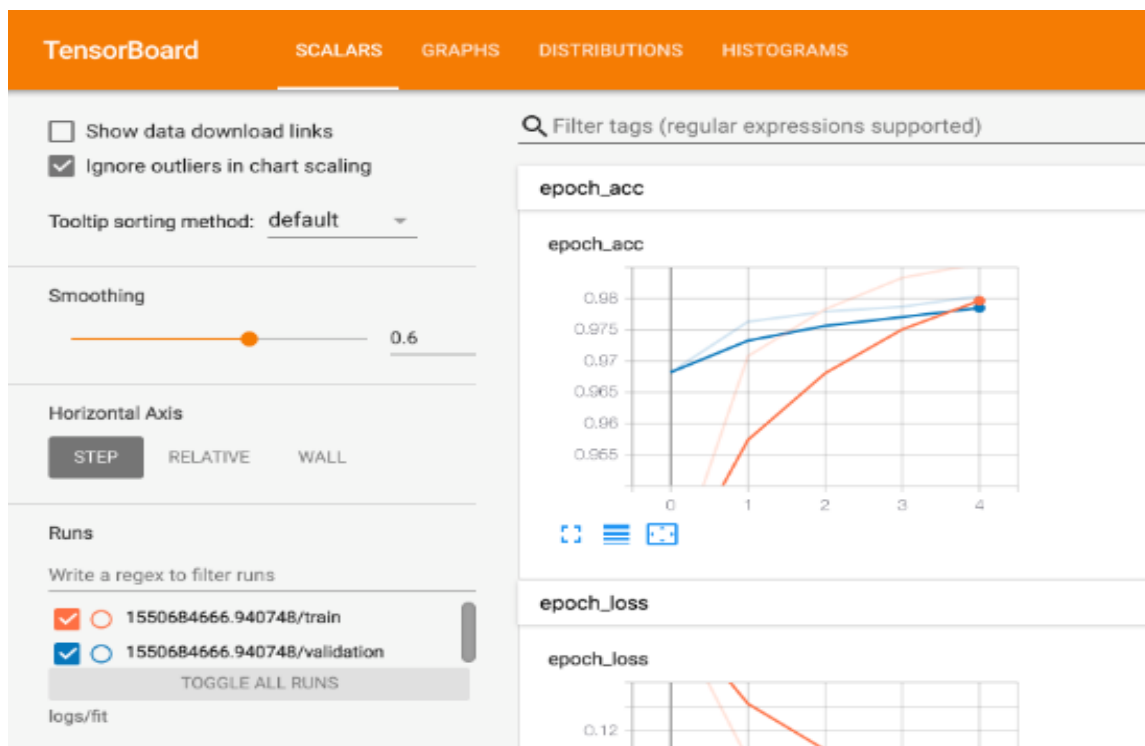 TensorBoard SCALARS GRAPHS DISTRIBUTIONS HISTOGRAMS
Show data download links
Ignore outliers in chart scaling
Tooltip sorting method: default
Smoothing
0.6
Horizontal Axis
STEP RELATIVE WALL
Runs
Write a regex to filter runs
1550684666.940748/train
1550684666.940748/validation
TOGGLE ALL RUNS
logs/fit
Filter tags (regular expressions supported)
epoch_acc
epoch_acc
0.98
0.975
0.97
0.965
0.96
0.955
0 1 2 3 4
epoch_loss
epoch_loss
0.12